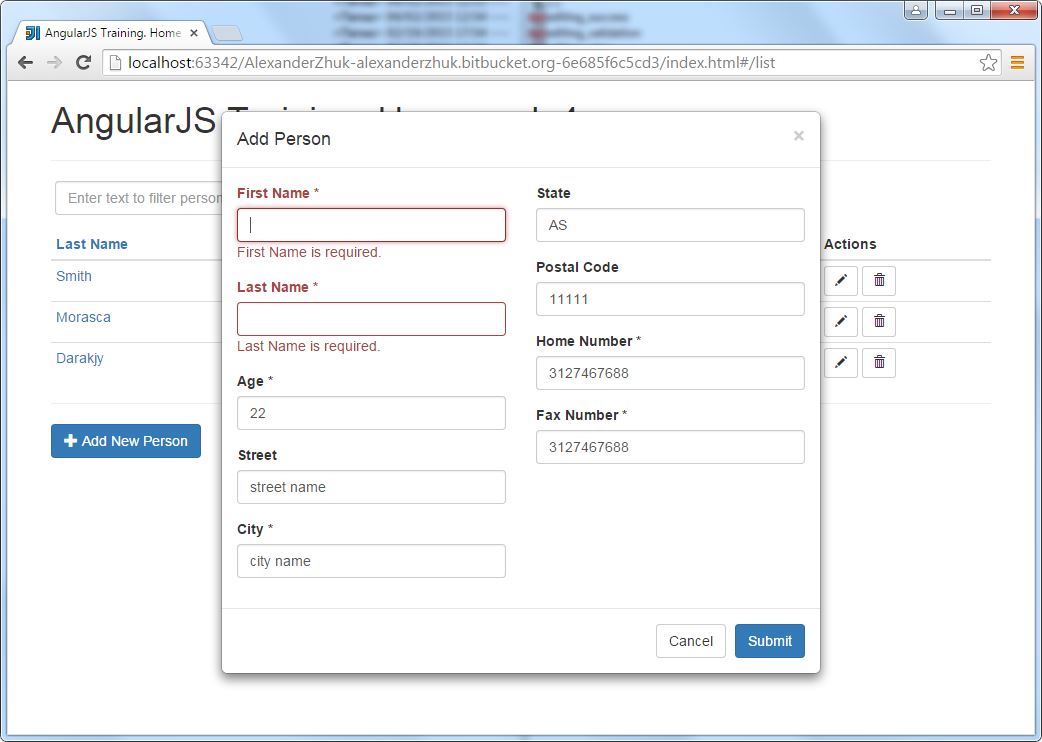 AngularJS Training. Home
localhost:63342/AlexanderZhuk-alexanderzhuk.bitbucket.org-6e685f6c5cd3/index.html#/list
AngularJS
Enter text to filter person
Last Name
Smith
Morasca
Darakjy
Add New Person
Add Person
×
First Name *
First Name is required.
Last Name *
Last Name is required.
Age *
22
Street
street name
City *
city name
State
AS
Postal Code
11111
Home Number *
3127467688
Fax Number *
3127467688
Cancel
Submit
Actions